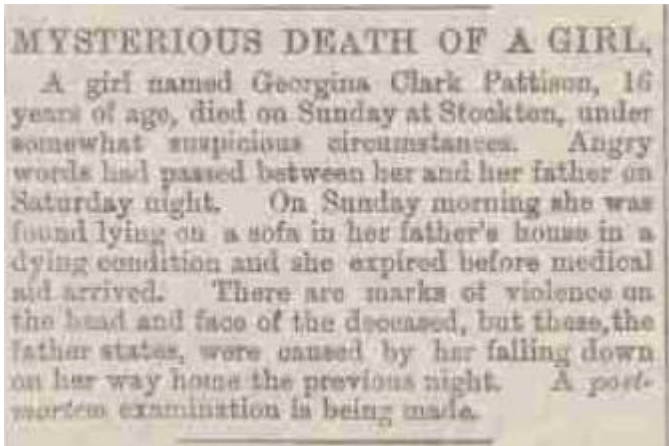 MYSTERIOUS DEATH OF A GIRL.
A girl named Georgina Clark Pattison, 16
years of age, died on Sunday at Stockton, under
somewhat suspicious circumstances. Angry
words had passed between her and her father on
Saturday night. On Sunday morning she was
found lying on a sofa in her father's house in a
dying condition and she expired before medical
aid arrived. There are marks of violence on
the head and face of the deceased, but these, the
father states, were caused by her falling down
on her way home the previous night. A post-
mortem examination is being made.